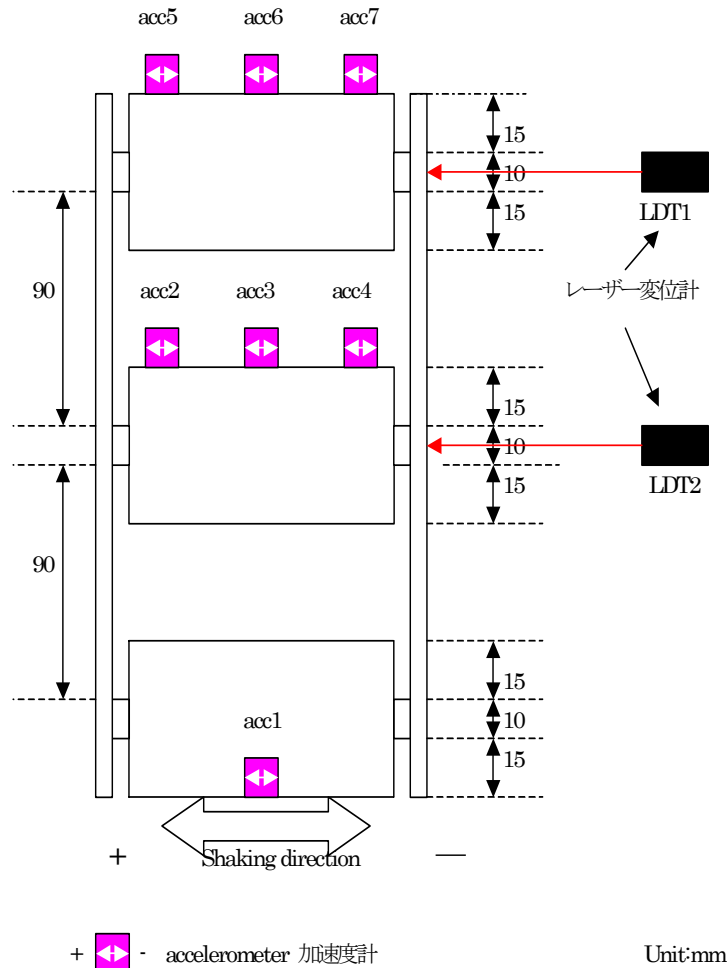 acc5 acc6 acc7
15
10
15
LDT1
レーザー変位計
90
acc2 acc3 acc4
15
10
15
LDT2
90
15
10
15
acc1
+ Shaking direction —
+ - accelerometer 加速度計 Unit:mm